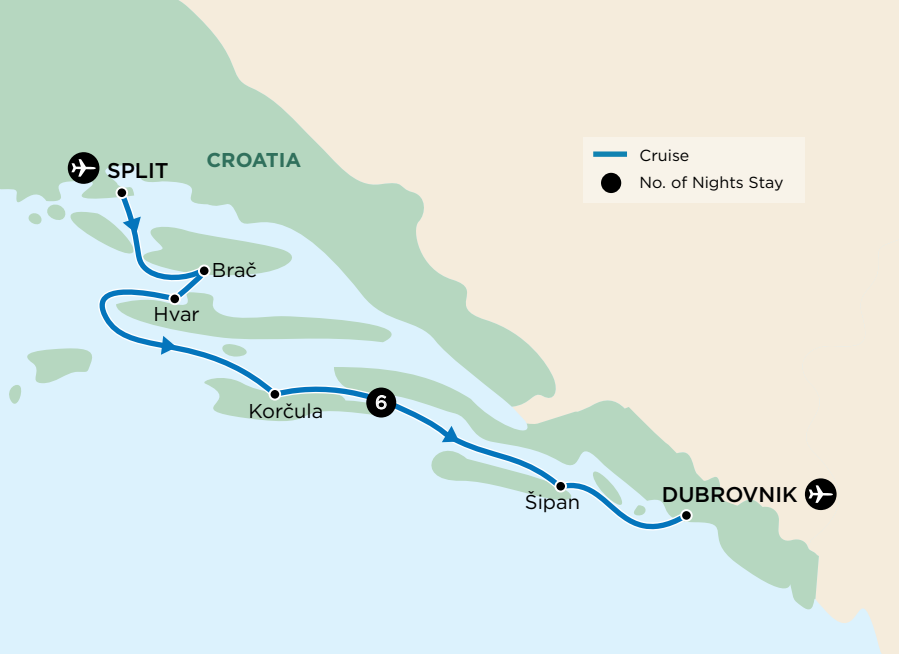 CROATIA
Cruise
No. of Nights Stay
SPLIT
Brač
Hvar
Korčula
6
Šipan
DUBROVNIK